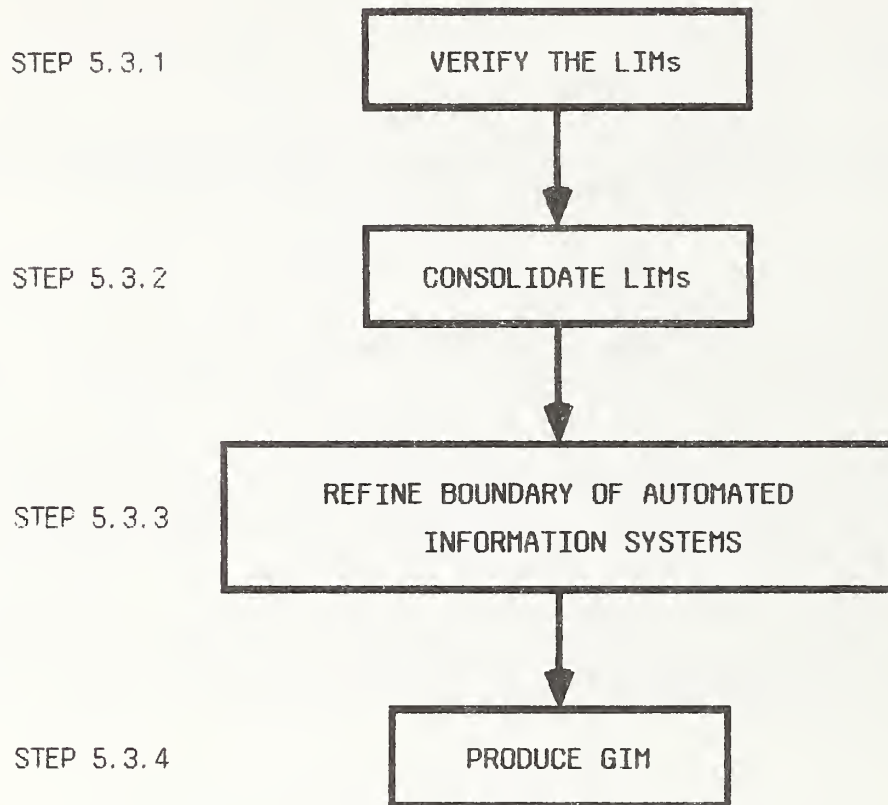 STEP 5.3.1
VERIFY THE LIMs
STEP 5.3.2
CONSOLIDATE LIMs
STEP 5.3.3
REFINE BOUNDARY OF AUTOMATED
INFORMATION SYSTEMS
STEP 5.3.4
PRODUCE GIM